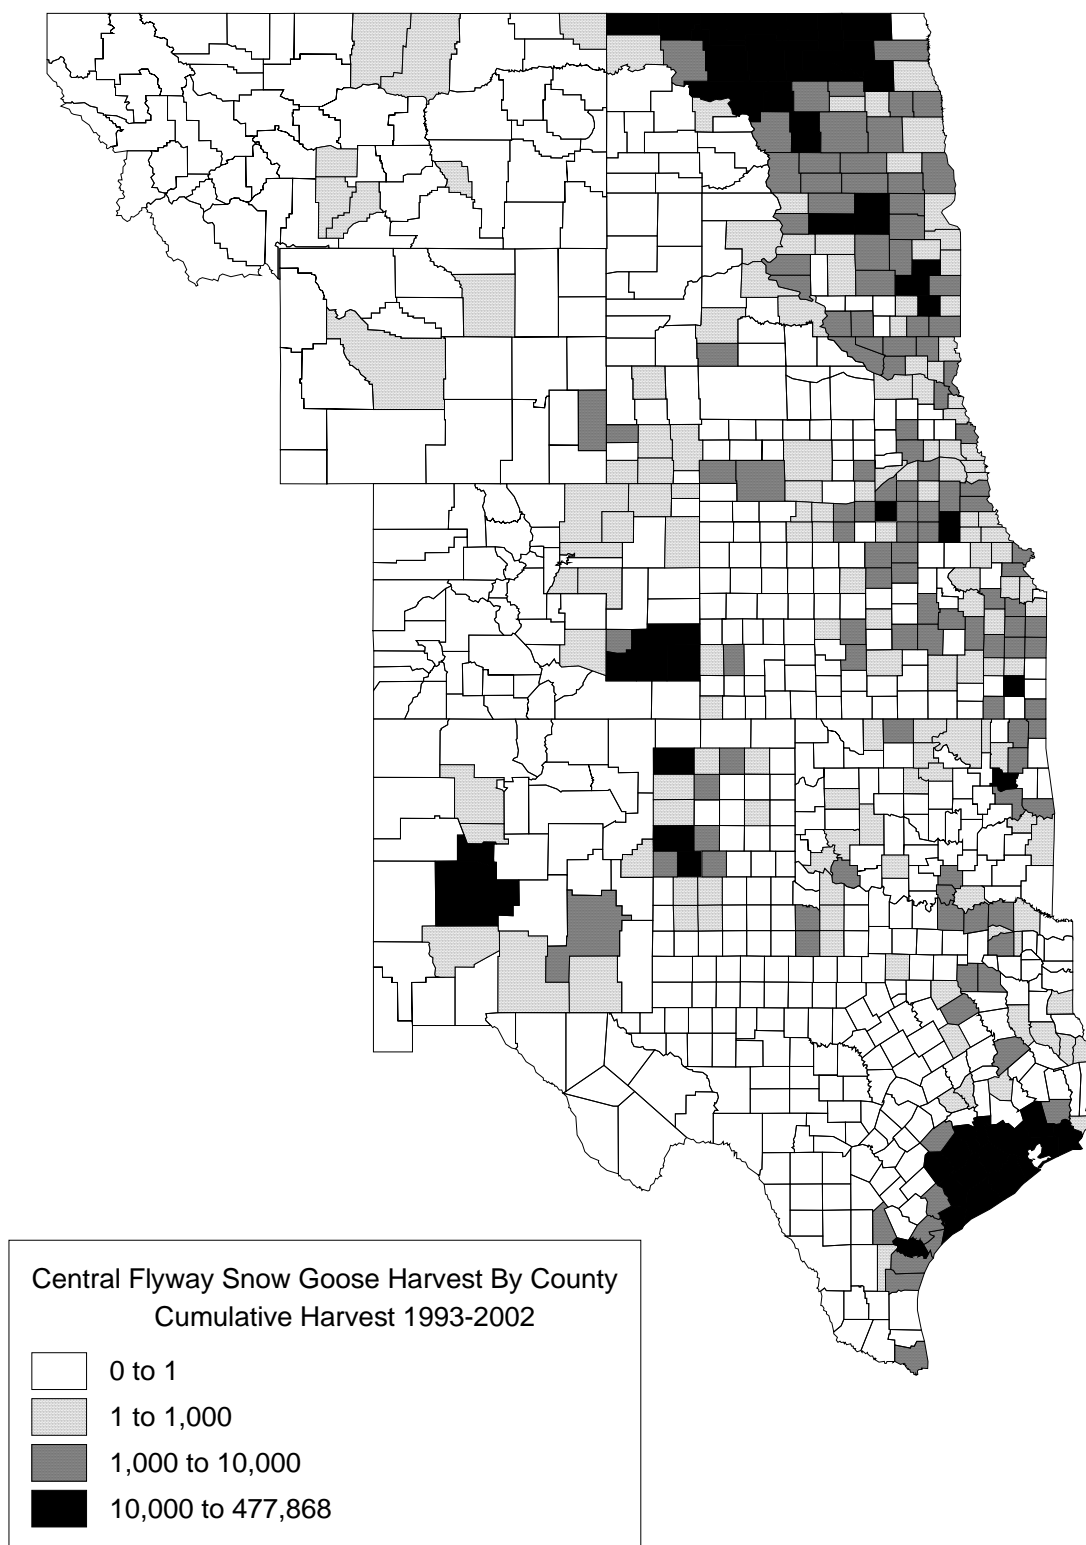 Central Flyway Snow Goose Harvest By County
Cumulative Harvest 1993-2002
0 to 1
1 to 1,000
1,000 to 10,000
10,000 to 477,868